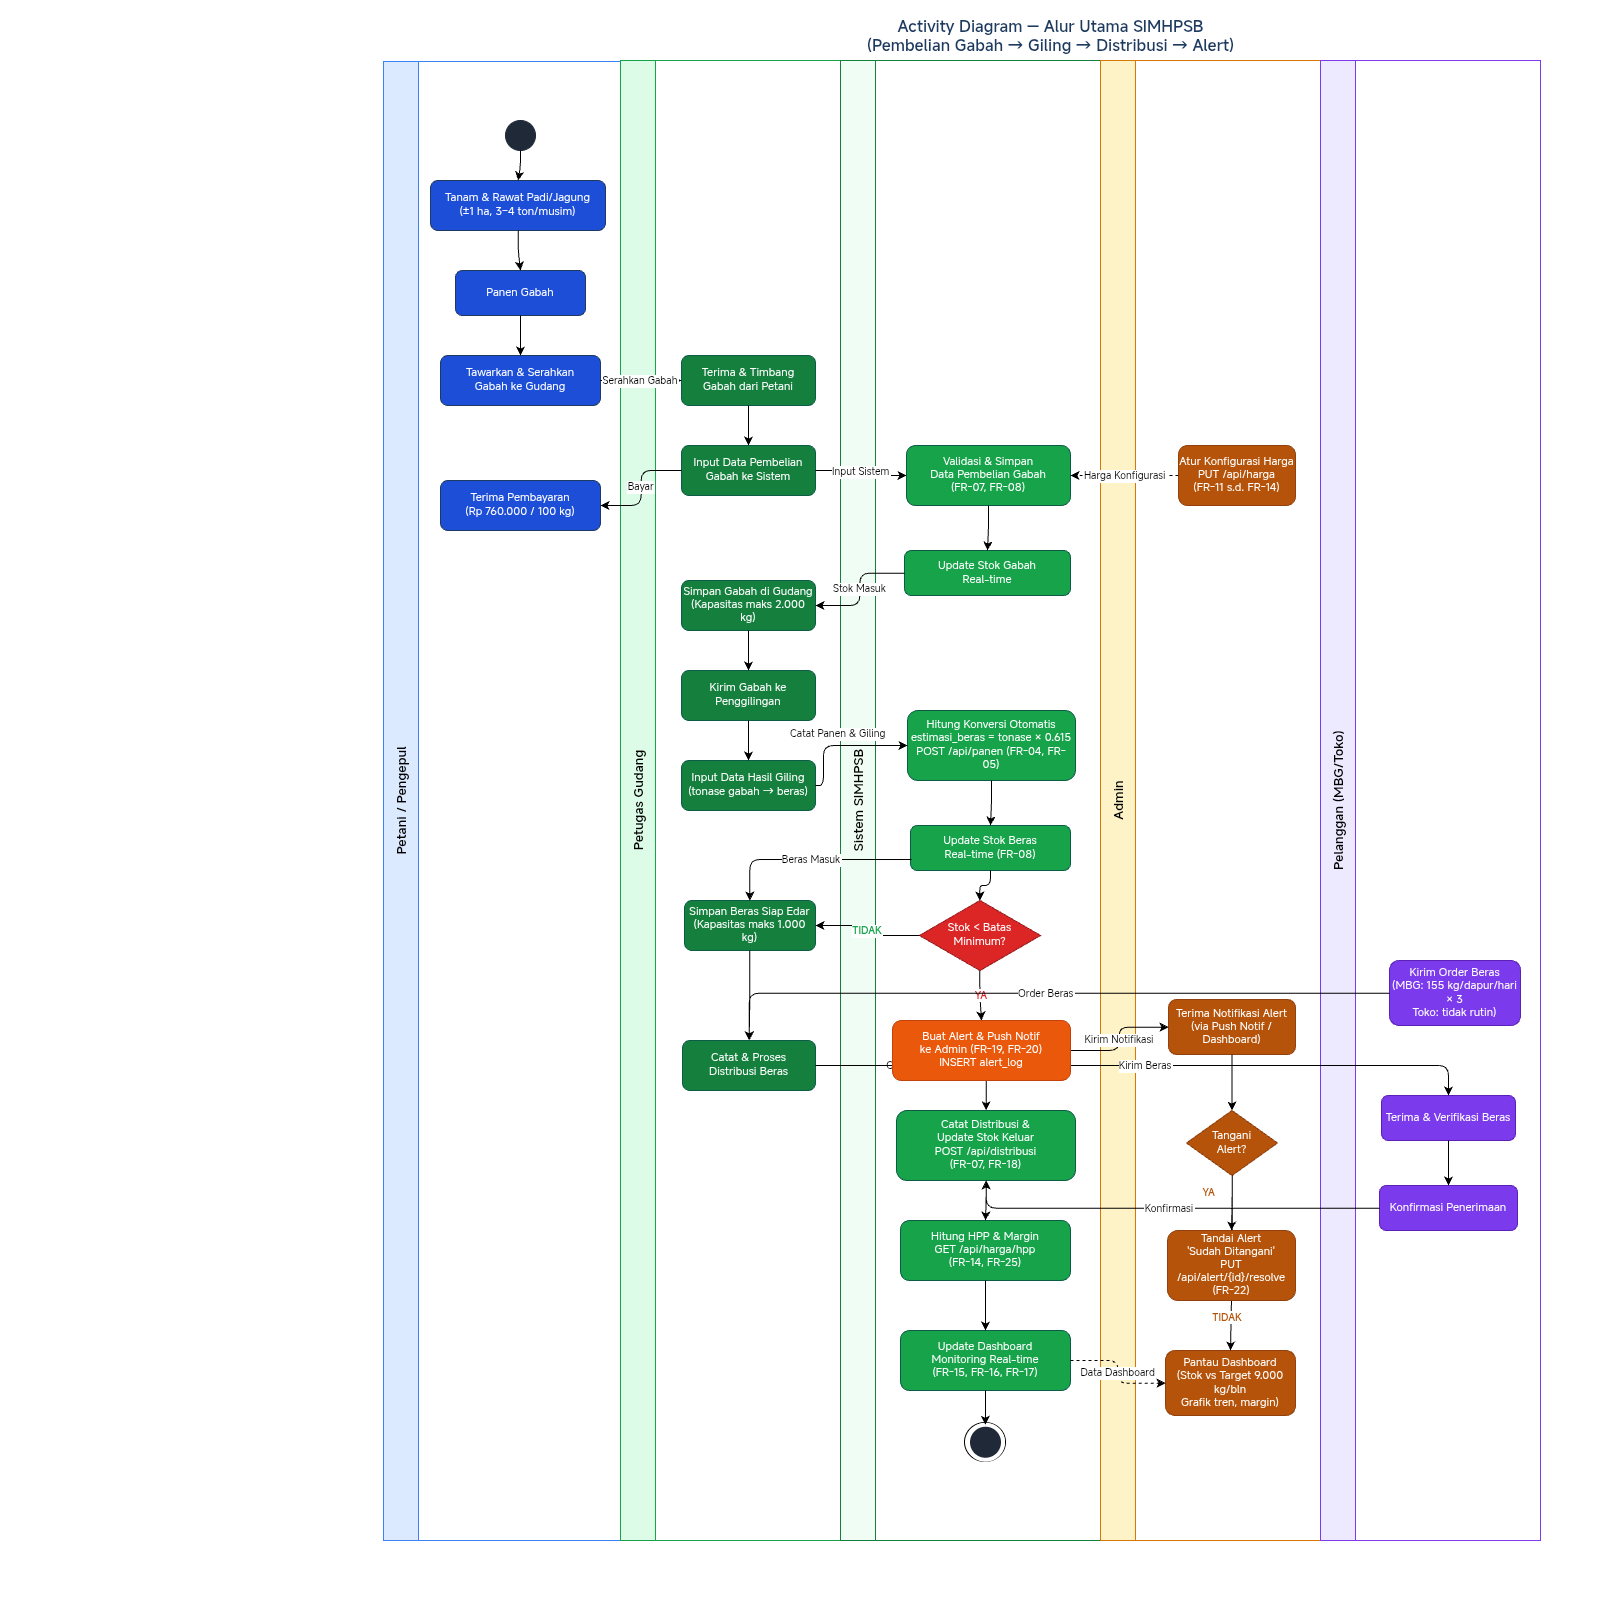 Activity Diagram — Alur Utama SIMHPSB
(Pembelian Gabah → Giling → Distribusi → Alert)
Petani / Pengepul
Petugas Gudang
Sistem SIMHPSB
Admin
Pelanggan (MBG/Toko)
Tanam & Rawat Padi/Jagung
(±1 ha, 3–4 ton/musim)
Panen Gabah
Tawarkan & Serahkan
Gabah ke Gudang
Serahkan Gabah
Terima & Timbang
Gabah dari Petani
Input Data Pembelian
Gabah ke Sistem
Input Sistem
Validasi & Simpan
Data Pembelian Gabah
(FR-07, FR-08)
Harga Konfigurasi
Atur Konfigurasi Harga
PUT /api/harga
(FR-11 s.d. FR-14)
Bayar
Terima Pembayaran
(Rp 760.000 / 100 kg)
Update Stok Gabah
Real-time
Stok Masuk
Simpan Gabah di Gudang
(Kapasitas maks 2.000
kg)
Kirim Gabah ke
Penggilingan
Catat Panen & Giling
Hitung Konversi Otomatis
estimasi_beras = tonase × 0.615
POST /api/panen (FR-04, FR-
05)
Input Data Hasil Giling
(tonase gabah → beras)
Update Stok Beras
Real-time (FR-08)
Beras Masuk
Simpan Beras Siap Edar
(Kapasitas maks 1.000
kg)
TIDAK
Stok < Batas
Minimum?
YA
Order Beras
Kirim Order Beras
(MBG: 155 kg/dapur/hari
× 3
Toko: tidak rutin)
Catat & Proses
Distribusi Beras
Buat Alert & Push Notif
ke Admin (FR-19, FR-20)
INSERT alert_log
Kirim Notifikasi
Terima Notifikasi Alert
(via Push Notif /
Dashboard)
Kirim Beras
Terima & Verifikasi Beras
Catat Distribusi &
Update Stok Keluar
POST /api/distribusi
(FR-07, FR-18)
Tangani
Alert?
YA
Konfirmasi
Konfirmasi Penerimaan
Hitung HPP & Margin
GET /api/harga/hpp
(FR-14, FR-25)
Tandai Alert
'Sudah Ditangani'
PUT
/api/alert/{id}/resolve
(FR-22)
TIDAK
Update Dashboard
Monitoring Real-time
(FR-15, FR-16, FR-17)
Data Dashboard
Pantau Dashboard
(Stok vs Target 9.000
kg/bln
Grafik tren, margin)